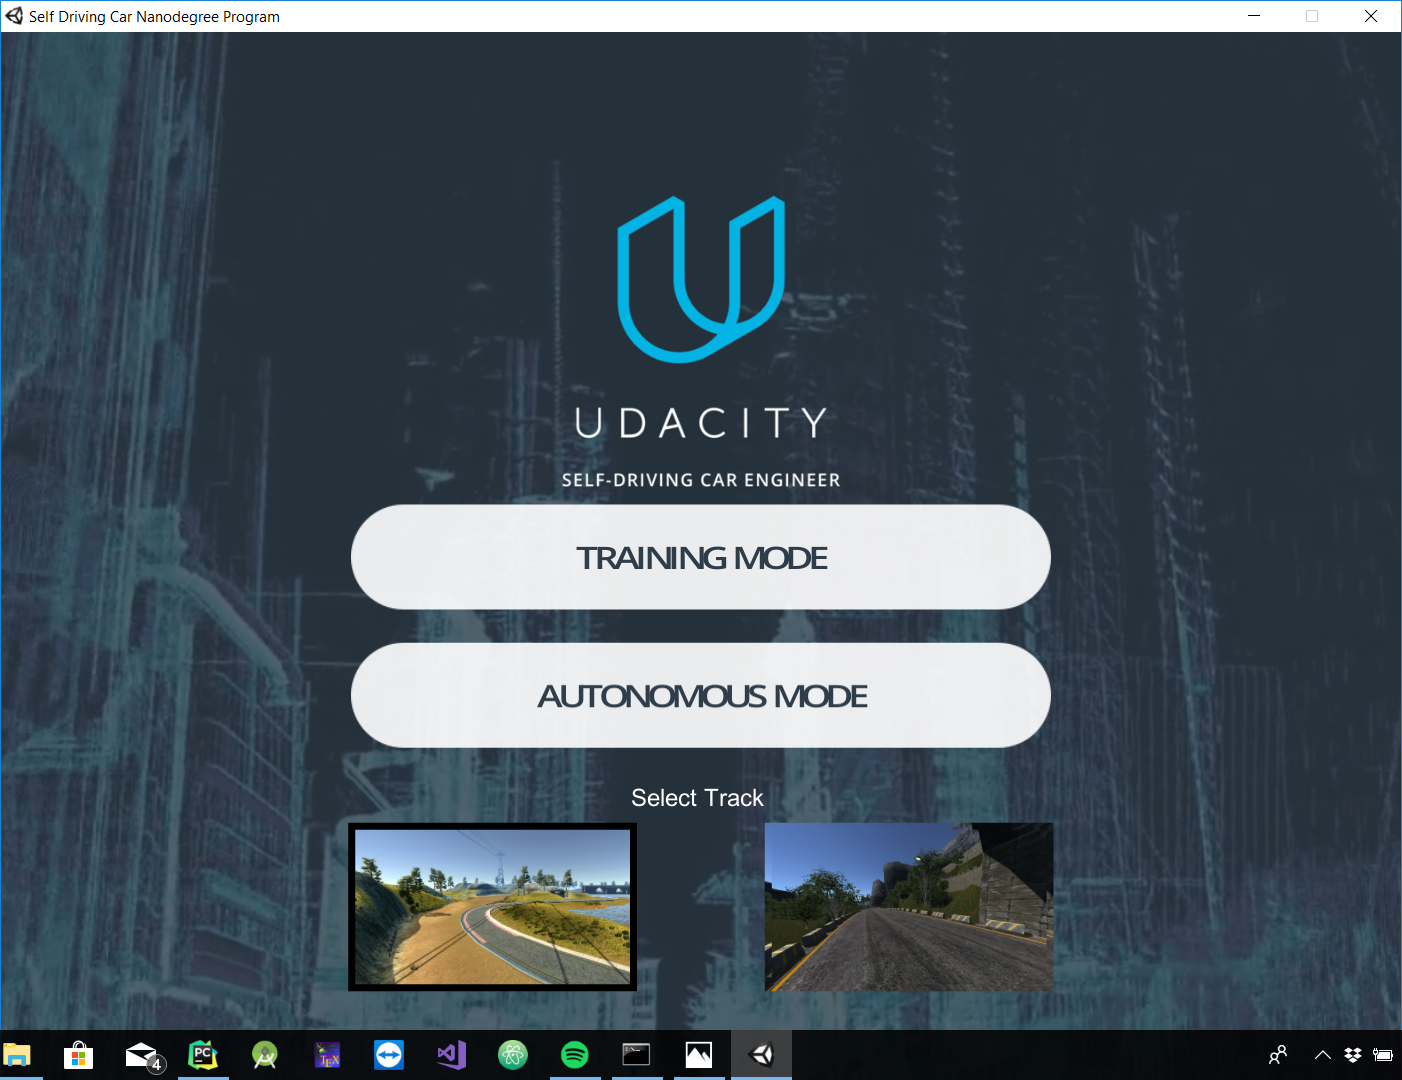 Self Driving Car Nanodegree Program
UDACITY
SELF-DRIVING CAR ENGINEER
TRAINING MODE
AUTONOMOUS MODE
Select Track
4
PC
TEX